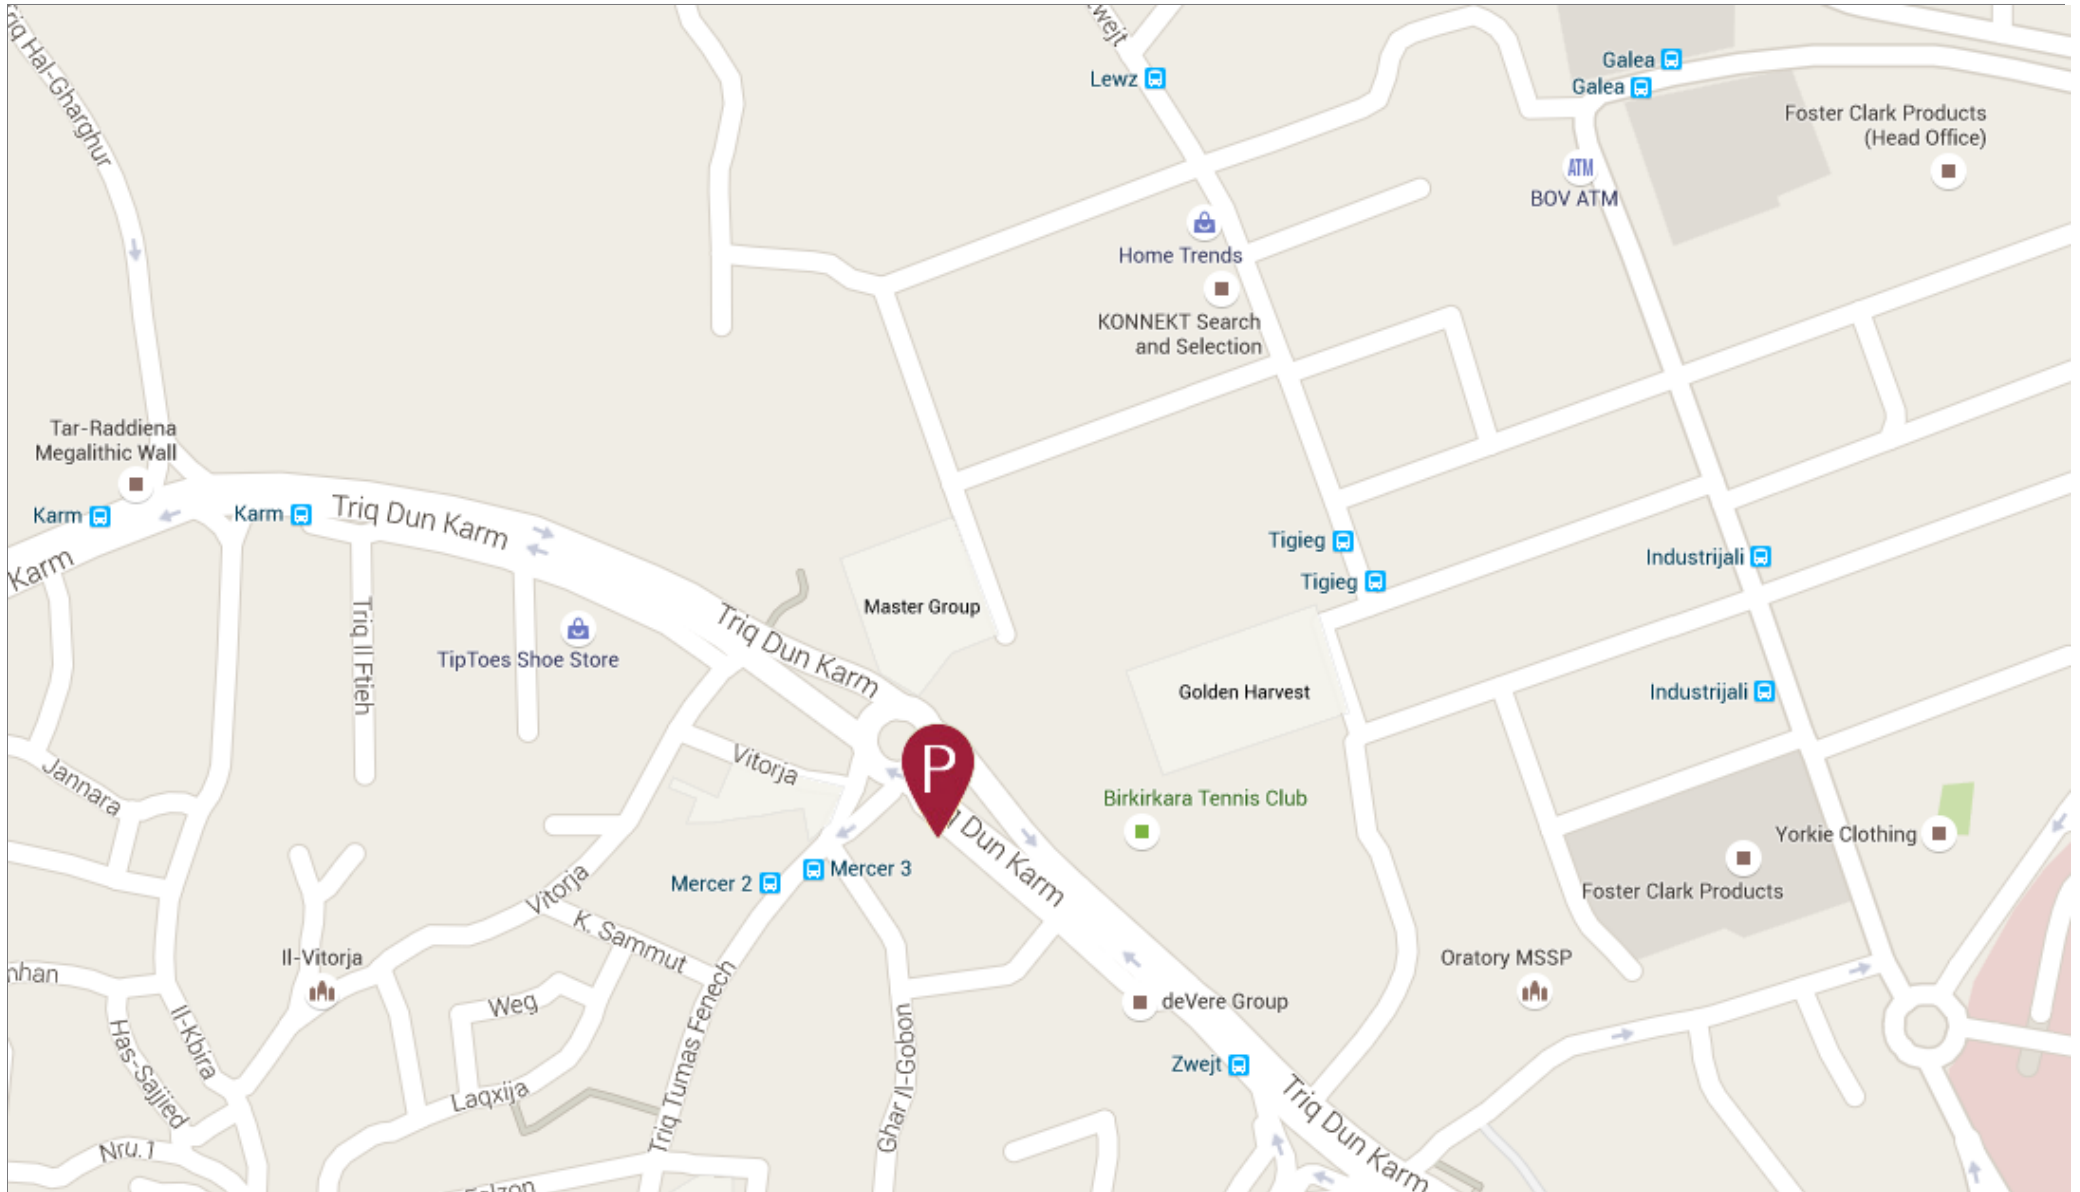 zwejt
Galea
Lewz
Galea
Triq Hal-Gharghur
Foster Clark Products
(Head Office)
ATM
BOV ATM
Home Trends
KONNEKT Search
and Selection
Tar-Raddiena
Megalithic Wall
Karm
Karm
Triq Dun Karm
Karm
Tigieg
Industrijali
Tigieg
Triq Il Ftieh
Master Group
Triq Dun Karm
TipToes Shoe Store
Golden Harvest
Industrijali
Vitorja
Jannara
P
Birkirkara Tennis Club
Dun Karm
Yorkie Clothing
Mercer 2
Mercer 3
Foster Clark Products
Vitorja
K. Sammut
Il-Vitorja
Oratory MSSP
nhan
Weg
deVere Group
Il-Kbira
Has-Sajjied
Triq Tumas Fenech
Ghar Il-Gobon
Zwejt
Laqxija
Triq Dun Karm
Nru.1